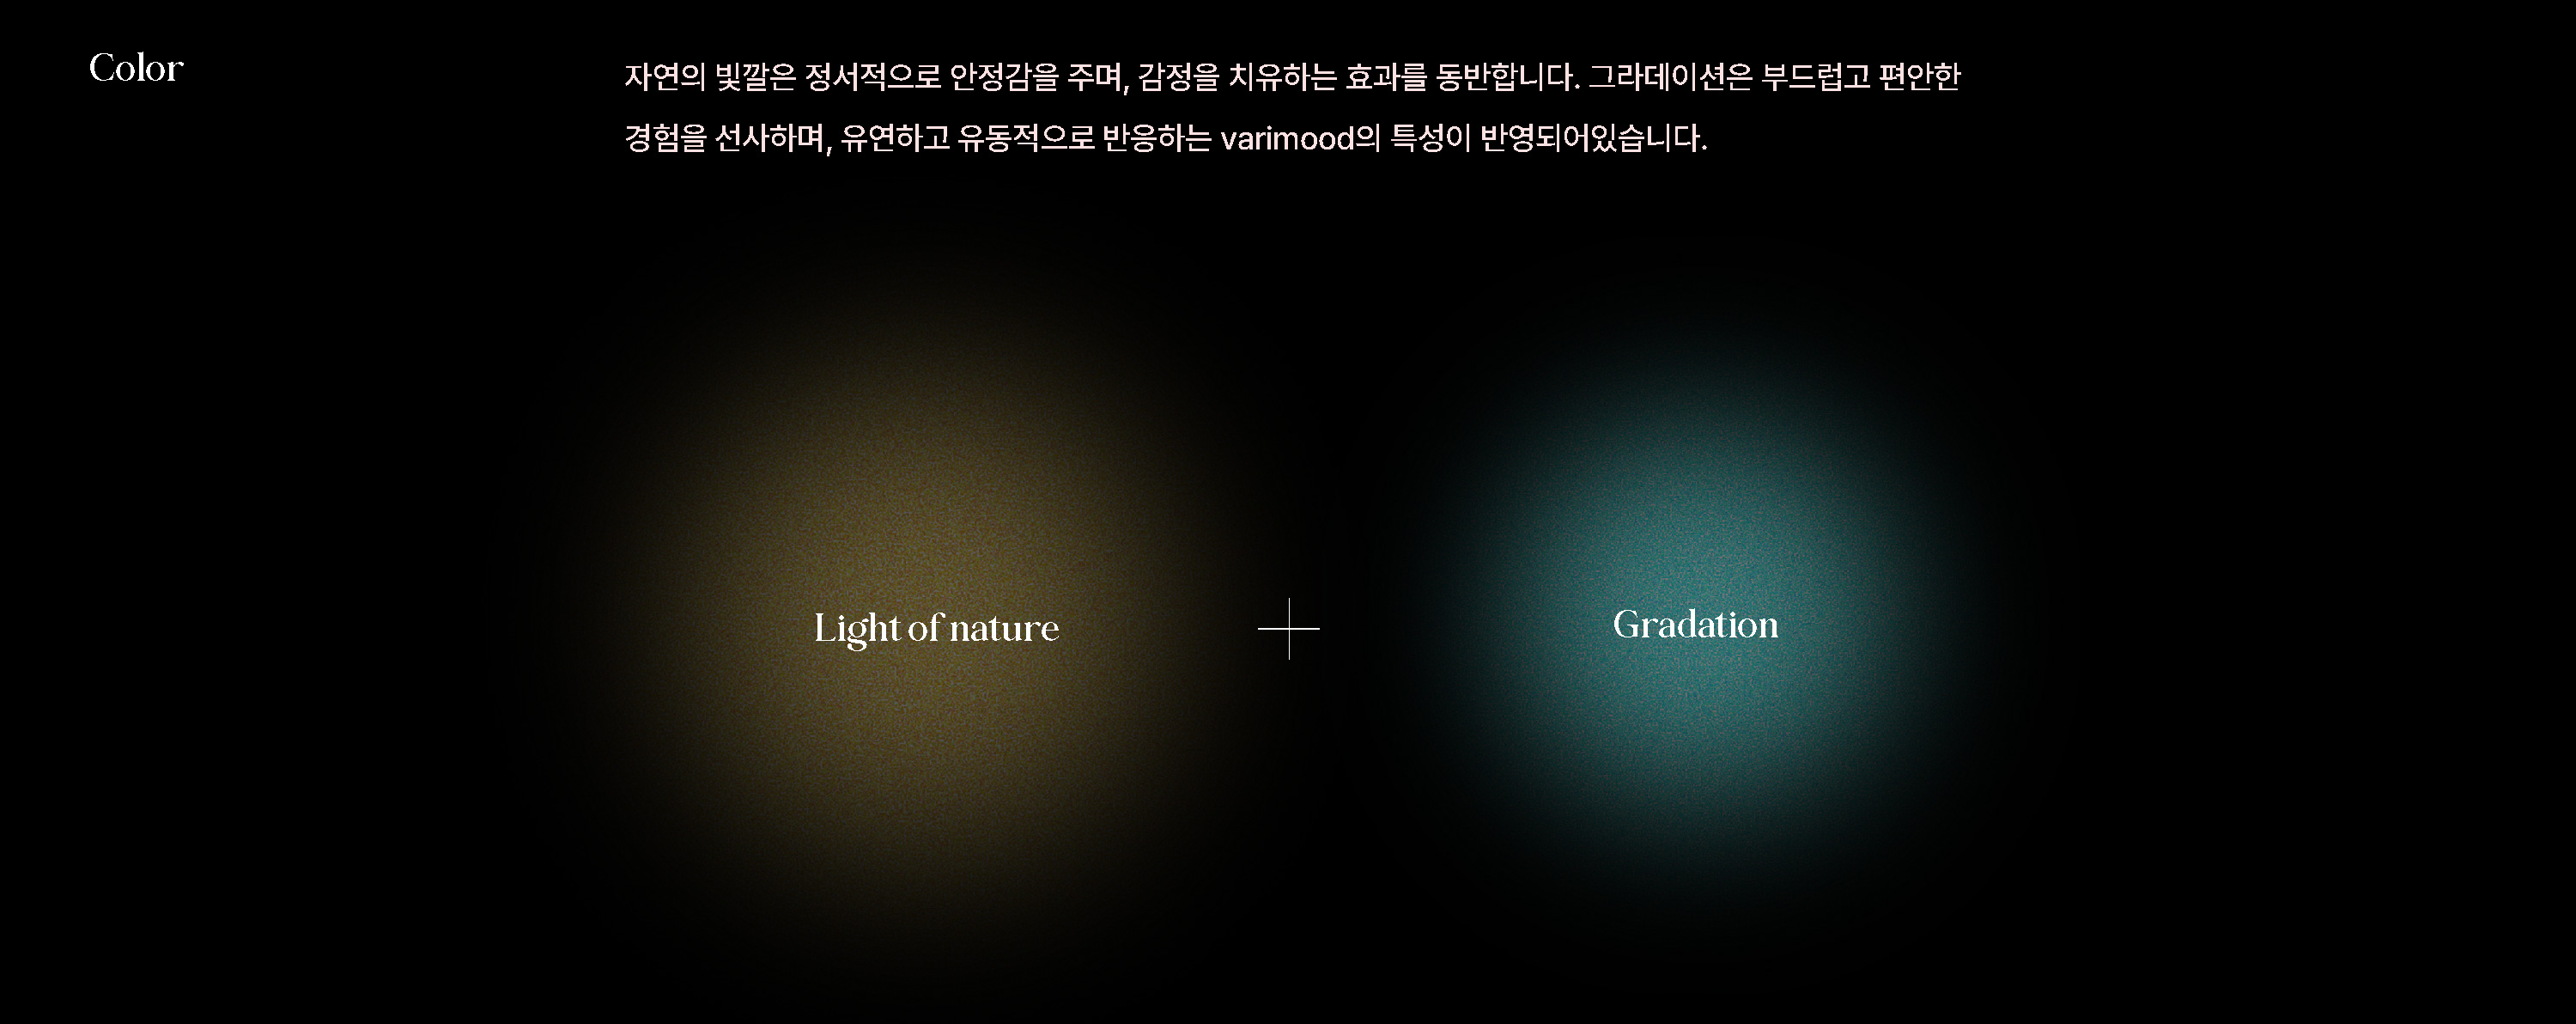 Color
자연의 빛깔은 정서적으로 안정감을 주며, 감정을 치유하는 효과를 동반합니다. 그라데이션은 부드럽고 편안한
경험을 선사하며, 유연하고 유동적으로 반응하는 varimood의 특성이 반영되어있습니다.
Light of nature
Gradation